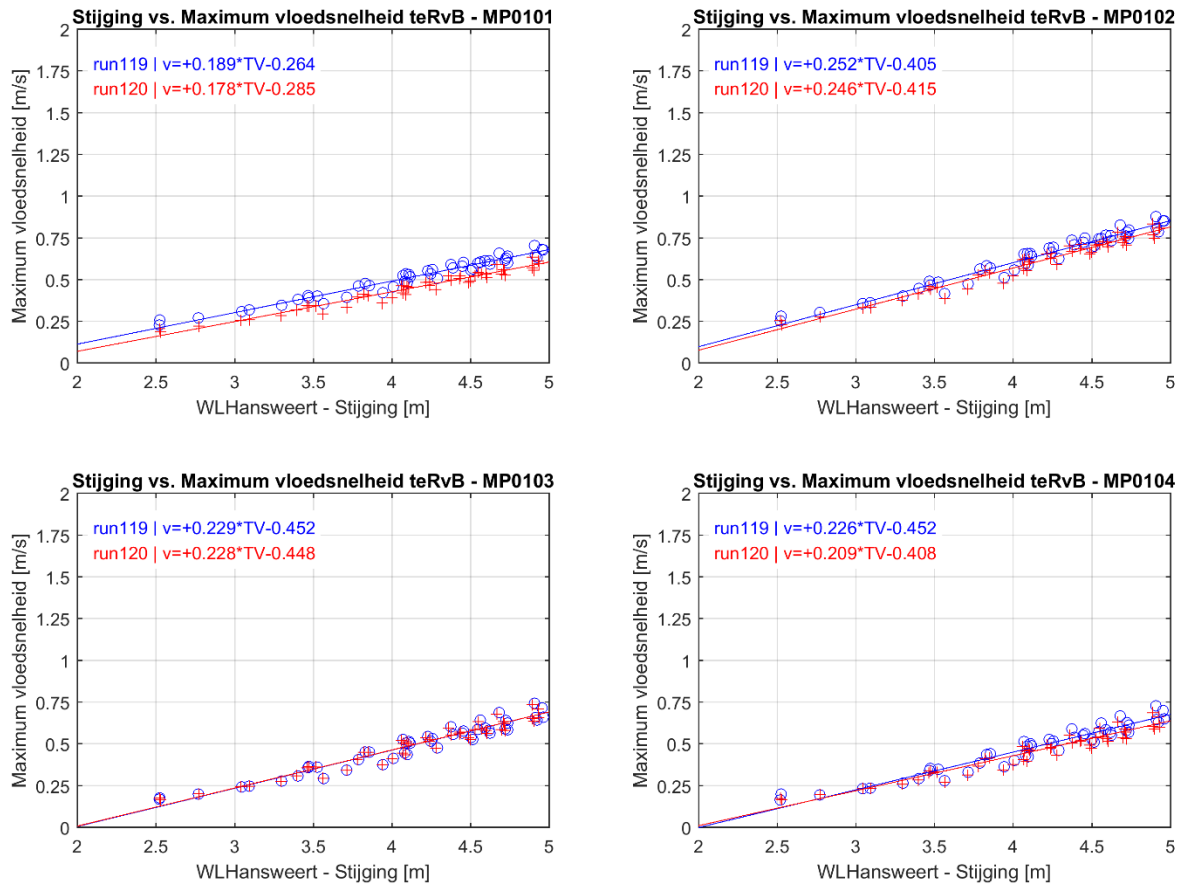 Stijging vs. Maximum vloedsnelheid teRvB - MP0101
run119 | v=+0.189*TV-0.264
run120 | v=+0.178*TV-0.285
Maximum vloedsnelheid [m/s]
2
1.75
1.5
1.25
1
0.75
0.5
0.25
0
2 2.5 3 3.5 4 4.5 5
WLHansweert - Stijging [m]
Stijging vs. Maximum vloedsnelheid teRvB - MP0102
run119 | v=+0.252*TV-0.405
run120 | v=+0.246*TV-0.415
Maximum vloedsnelheid [m/s]
2
1.75
1.5
1.25
1
0.75
0.5
0.25
0
2 2.5 3 3.5 4 4.5 5
WLHansweert - Stijging [m]
Stijging vs. Maximum vloedsnelheid teRvB - MP0103
run119 | v=+0.229*TV-0.452
run120 | v=+0.228*TV-0.448
Maximum vloedsnelheid [m/s]
2
1.75
1.5
1.25
1
0.75
0.5
0.25
0
2 2.5 3 3.5 4 4.5 5
WLHansweert - Stijging [m]
Stijging vs. Maximum vloedsnelheid teRvB - MP0104
run119 | v=+0.226*TV-0.452
run120 | v=+0.209*TV-0.408
Maximum vloedsnelheid [m/s]
2
1.75
1.5
1.25
1
0.75
0.5
0.25
0
2 2.5 3 3.5 4 4.5 5
WLHansweert - Stijging [m]